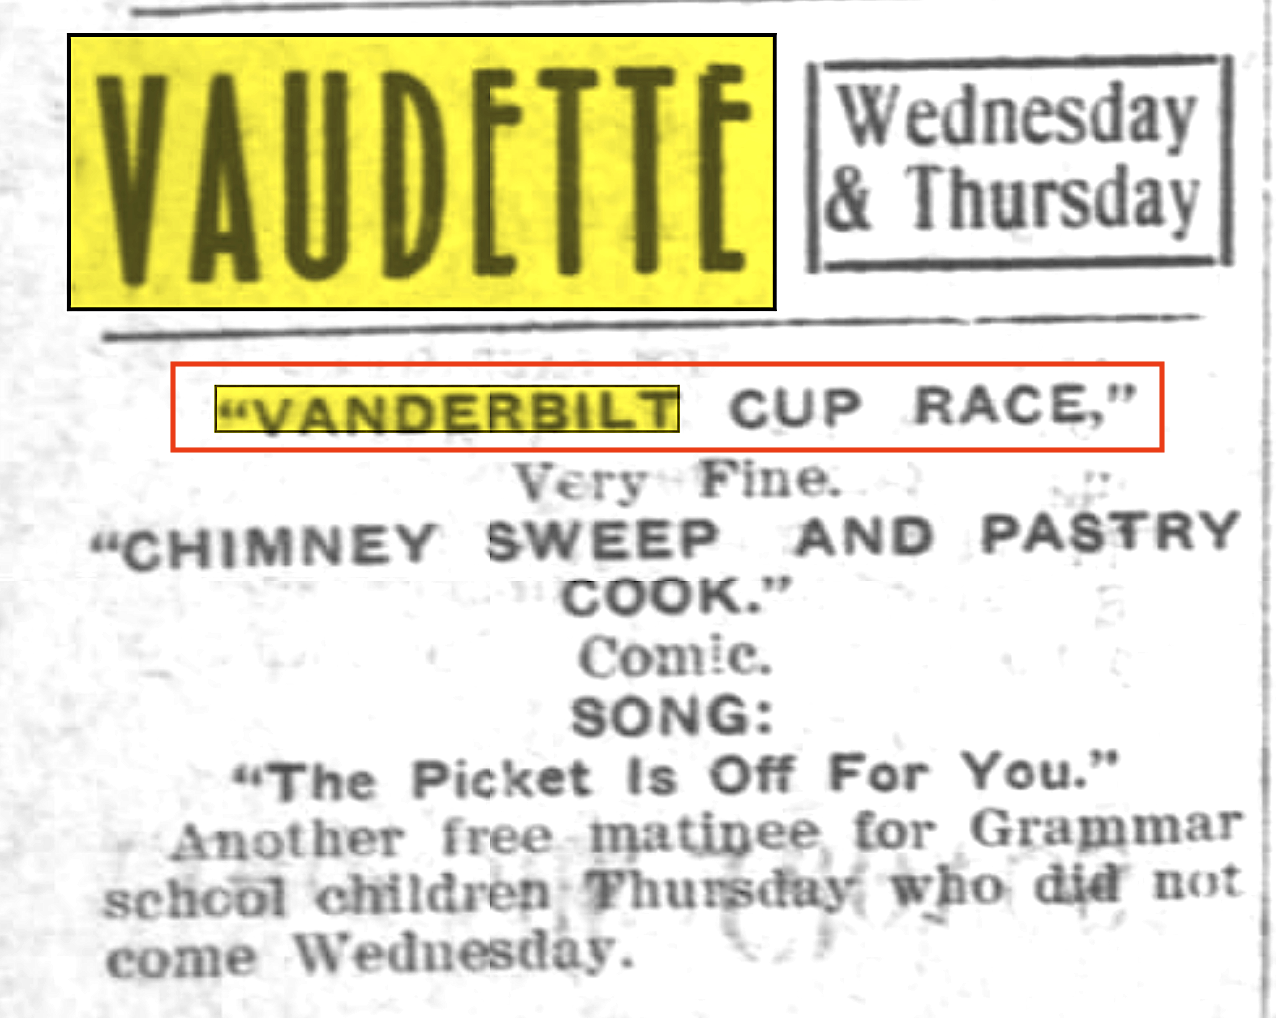 VAUDETTE
Wednesday
& Thursday
“VANDERBILT CUP RACE,”
Very Fine.
“CHIMNEY SWEEP AND PASTRY
COOK.”
Comic.
SONG:
“The Picket Is Off For You.”
Another free matinee for Grammar
school children Thursday who did not
come Wednesday.